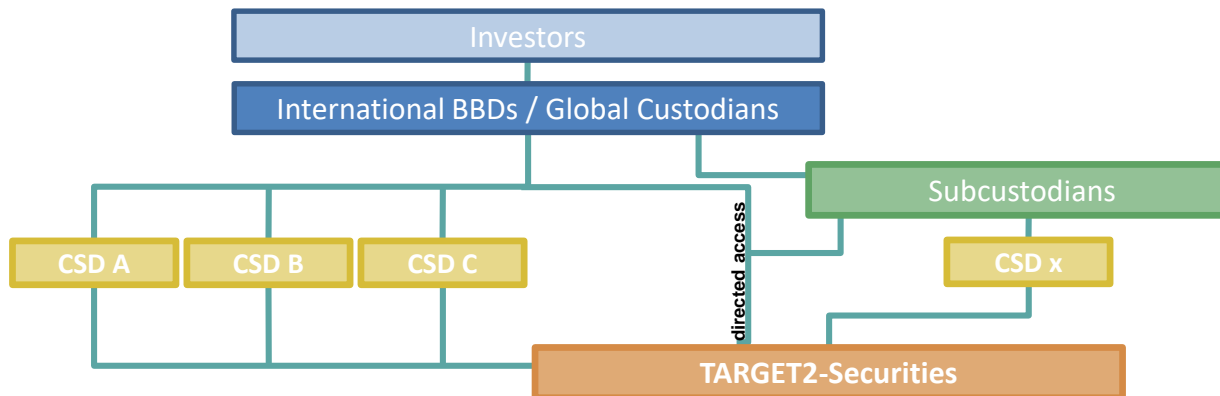 Investors
International BBDs / Global Custodians
Subcustodians
CSD A
CSD B
CSD C
directed access
CSD x
TARGET2-Securities